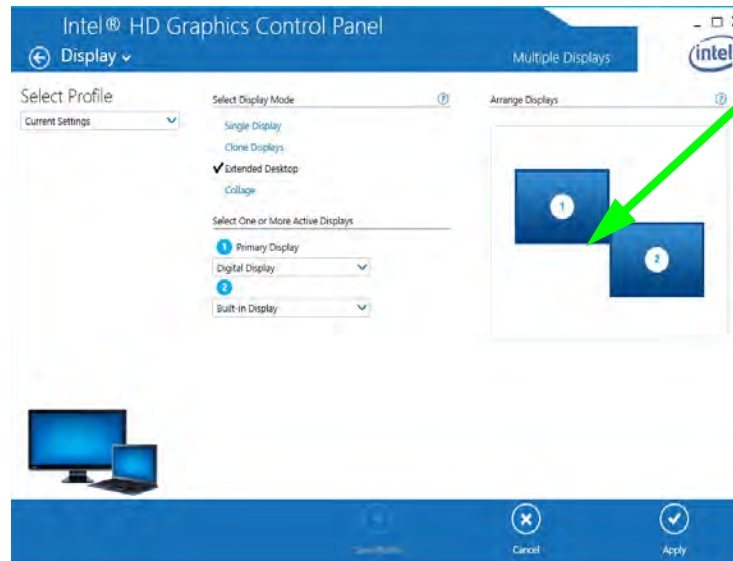 Intel® HD Graphics Control Panel
Display
Multiple Displays
intel
Select Profile
Current Settings
Select Display Mode
?
Single Display
Clone Displays
Extended Desktop
Collage
Select One or More Active Displays
1 Primary Display
Digital Display
2
Built-in Display
Arrange Displays
?
1
2
Cancel
Apply